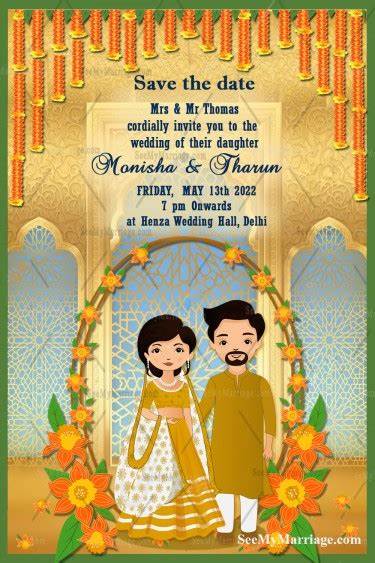 Save the date
Mrs & Mr Thomas
cordially invite you to the
wedding of their daughter
Monisha & Tharun
FRIDAY, MAY 13th 2022
7 pm Onwards
at Henza Wedding Hall, Delhi
SeeMyMarriage.com